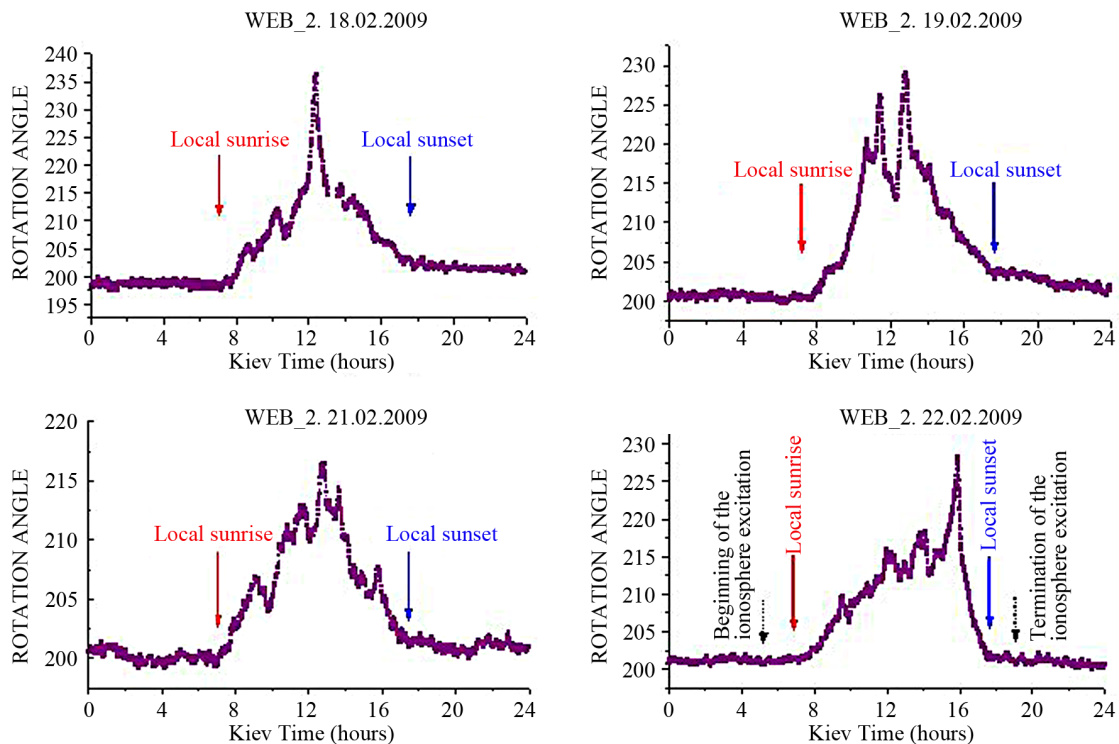 WEB_2. 18.02.2009
ROTATION ANGLE
240
235
230
225
220
215
210
205
200
195
Local sunrise
Local sunset
0 4 8 12 16 20 24
Kiev Time (hours)
WEB_2. 19.02.2009
ROTATION ANGLE
230
225
220
215
210
205
200
Local sunrise
Local sunset
0 4 8 12 16 20 24
Kiev Time (hours)
WEB_2. 21.02.2009
ROTATION ANGLE
220
215
210
205
200
Local sunrise
Local sunset
0 4 8 12 16 20 24
Kiev Time (hours)
WEB_2. 22.02.2009
ROTATION ANGLE
230
225
220
215
210
205
200
Beginning of the
ionosphere excitation
Local sunrise
Local sunset
Termination of the
ionosphere excitation
0 4 8 12 16 20 24
Kiev Time (hours)